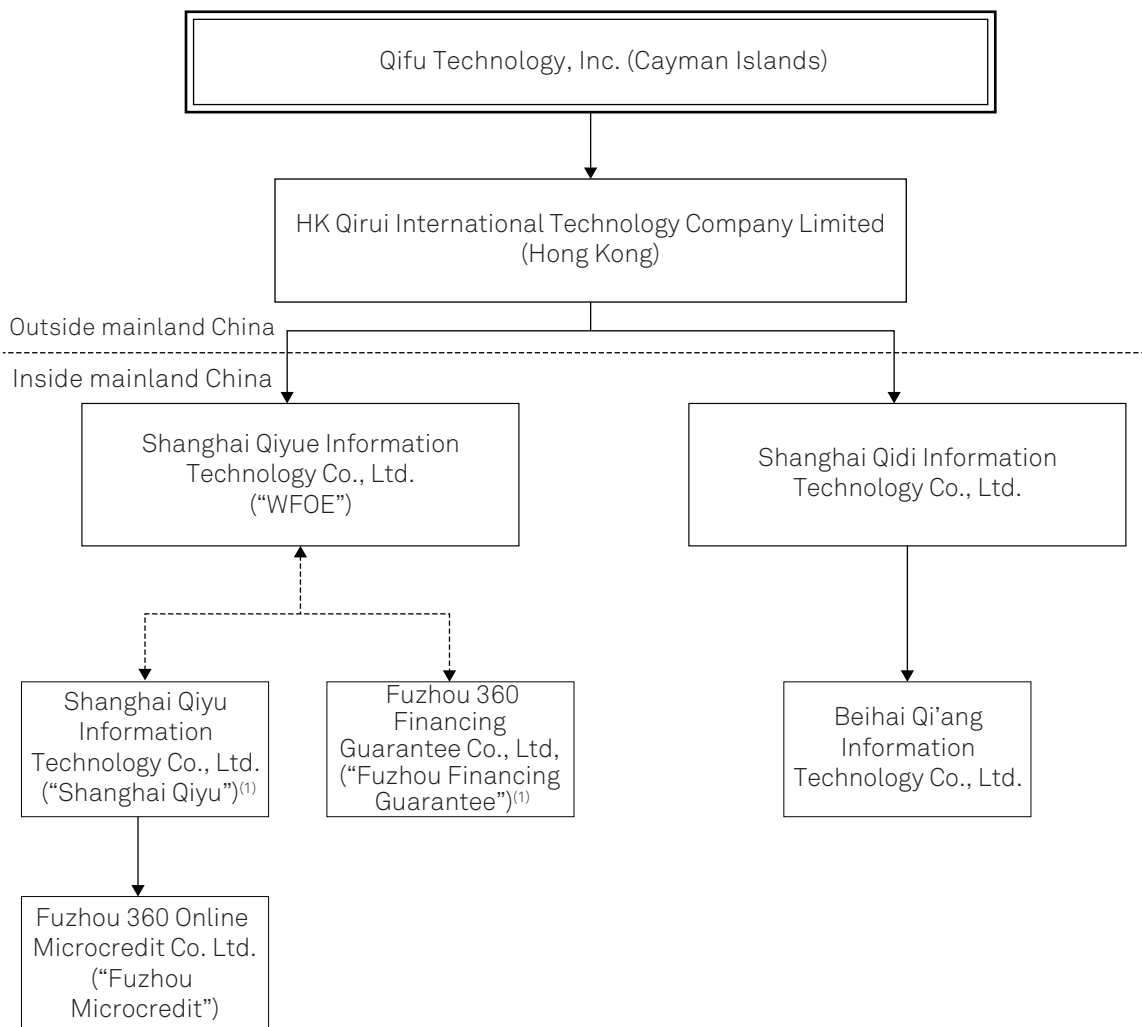 Qifu Technology, Inc. (Cayman Islands)
HK Qirui International Technology Company Limited
(Hong Kong)
Outside mainland China
Inside mainland China
Shanghai Qiyue Information
Technology Co., Ltd.
(“WFOE”)
Shanghai Qidi Information
Technology Co., Ltd.
Shanghai Qiyu
Information
Technology Co., Ltd.
(“Shanghai Qiyu”)(1)
Fuzhou 360
Financing
Guarantee Co., Ltd,
(“Fuzhou Financing
Guarantee”)(1)
Beihai Qi’ang
Information
Technology Co., Ltd.
Fuzhou 360 Online
Microcredit Co. Ltd.
(“Fuzhou
Microcredit”)